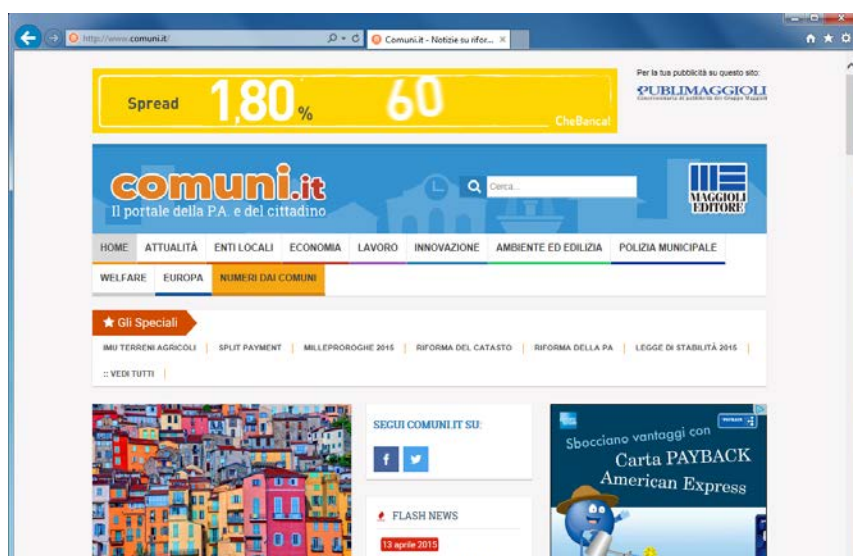 http://www.comuni.it/
Comuni.it - Notizie su rifor...
Per la tua pubblicità su questo sito:
PUBLIMAGGIOLI
Spread 1,80% 60
CheBanca!
comuni.it
Il portale della P.A. e del cittadino
Cerca...
MAGGIOLI
EDITORE
HOME ATTUALITÀ ENTI LOCALI ECONOMIA LAVORO INNOVAZIONE AMBIENTE ED EDILIZIA POLIZIA MUNICIPALE
WELFARE EUROPA NUMERI DAI COMUNI
Gli Speciali
IMU TERRENI AGRICOLI SPLIT PAYMENT MILLEPROROGHE 2015 RIFORMA DEL CATASTO RIFORMA DELLA PA LEGGE DI STABILITÀ 2015
:: VEDI TUTTI
SEGUI COMUNI.IT SU:
FLASH NEWS
13 aprile 2015
Sbocciano vantaggi con
Carta PAYBACK
American Express